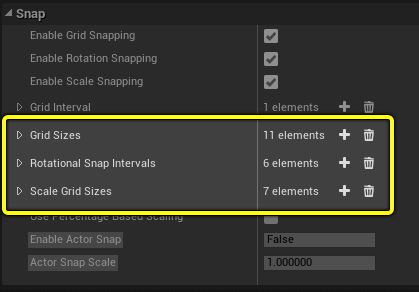 Snap
Enable Grid Snapping
Enable Rotation Snapping
Enable Scale Snapping
Grid Interval 1 elements
Grid Sizes 11 elements
Rotational Snap Intervals 6 elements
Scale Grid Sizes 7 elements
Use Percentage Based Scaling
Enable Actor Snap False
Actor Snap Scale 1.000000